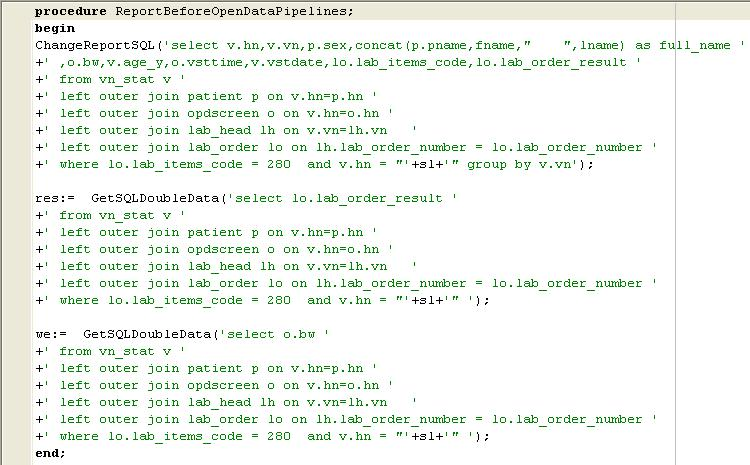 procedure ReportBeforeOpenDataPipelines;
begin
ChangeReportSQL('select v.hn,v.vn,p.sex,concat(p.pname,fname,"    ",lname) as full_name '
+' ,o.bw,v.age_y,o.vsttime,v.vstdate,lo.lab_items_code,lo.lab_order_result '
+' from vn_stat v '
+' left outer join patient p on v.hn=p.hn '
+' left outer join opdscreen o on v.hn=o.hn '
+' left outer join lab_head lh on v.vn=lh.vn   '
+' left outer join lab_order lo on lh.lab_order_number = lo.lab_order_number '
+' where lo.lab_items_code = 280  and v.hn = "'+sl+'" group by v.vn');
res:=  GetSQLDoubleData('select lo.lab_order_result '
+' from vn_stat v '
+' left outer join patient p on v.hn=p.hn '
+' left outer join opdscreen o on v.hn=o.hn '
+' left outer join lab_head lh on v.vn=lh.vn   '
+' left outer join lab_order lo on lh.lab_order_number = lo.lab_order_number '
+' where lo.lab_items_code = 280  and v.hn = "'+sl+'" ');
we:=  GetSQLDoubleData('select o.bw '
+' from vn_stat v '
+' left outer join patient p on v.hn=p.hn '
+' left outer join opdscreen o on v.hn=o.hn '
+' left outer join lab_head lh on v.vn=lh.vn   '
+' left outer join lab_order lo on lh.lab_order_number = lo.lab_order_number '
+' where lo.lab_items_code = 280  and v.hn = "'+sl+'" ');
end;